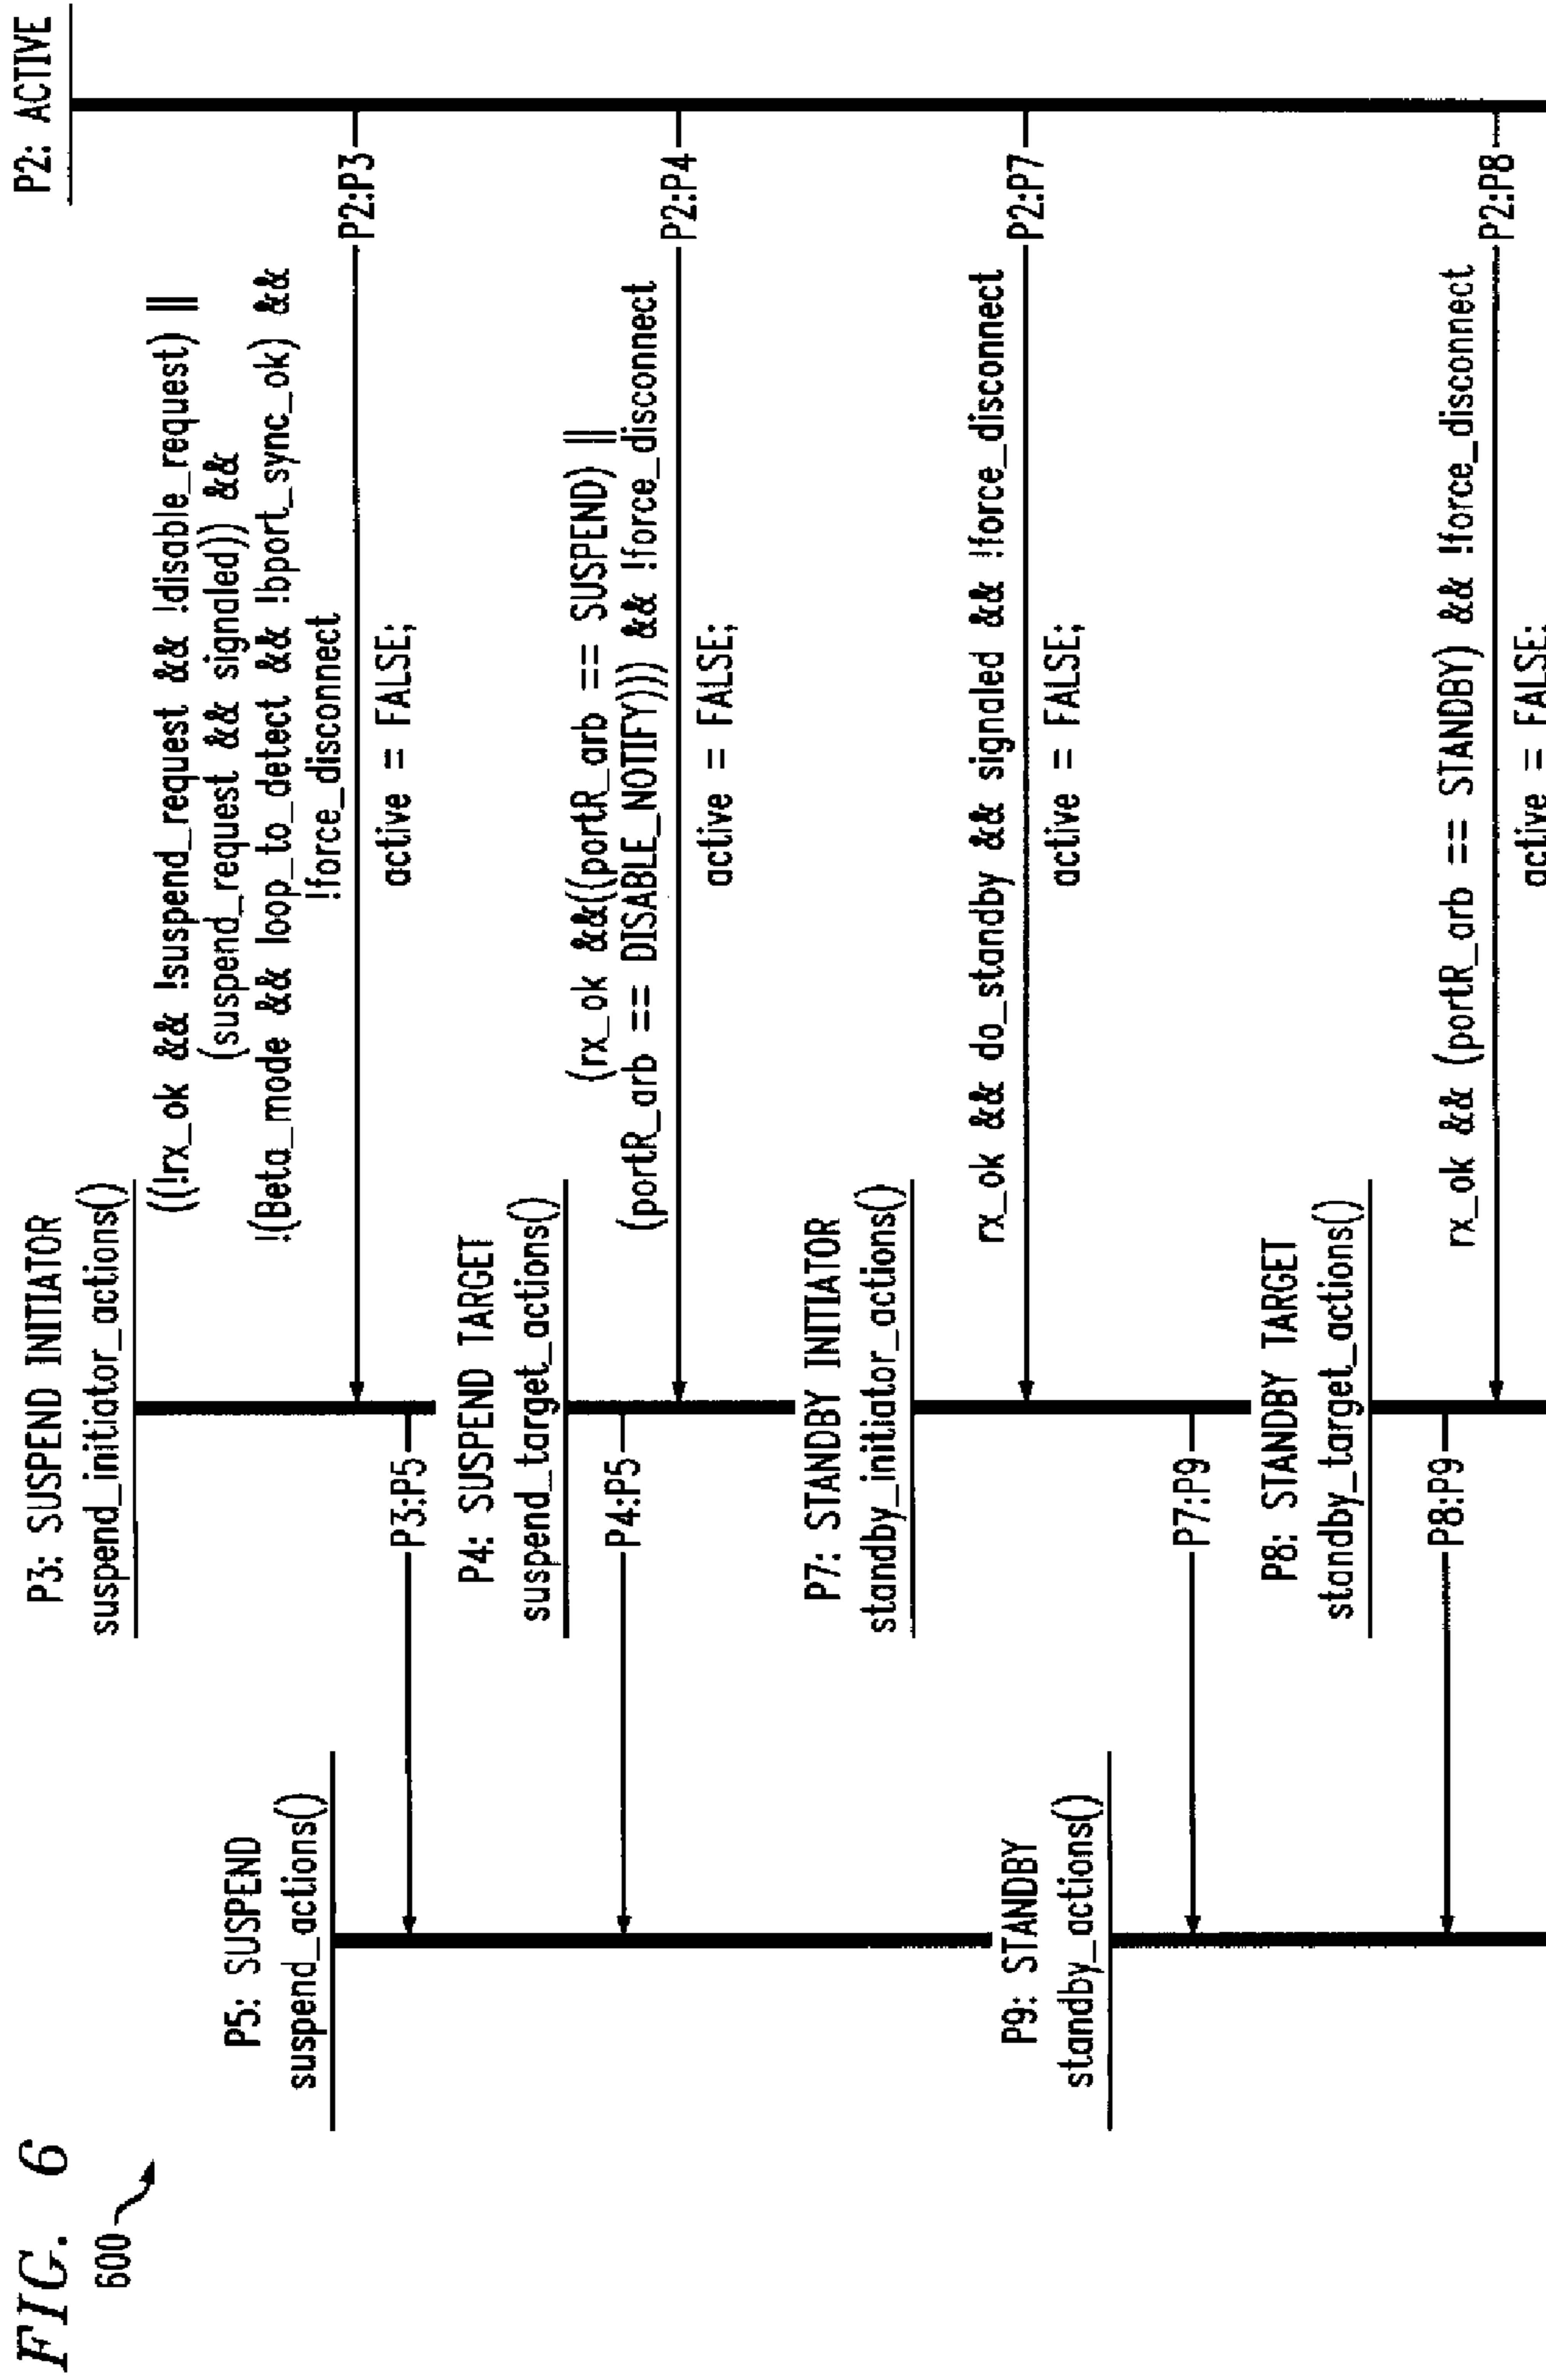 FIG. 6
600
P2: ACTIVE
P3: SUSPEND INITIATOR
suspend_initiator_actions()
((!rx_ok && !suspend_request && !disable_request) ||
(suspend_request && signaled)) &&
!(Beta_mode && loop_to_detect && !bport_sync_ok) &&
!force_disconnect
P2:P3
active = FALSE;
P5: SUSPEND
suspend_actions()
P3:P5
P4: SUSPEND TARGET
suspend_target_actions()
(rx_ok &&((portR_arb == SUSPEND) ||
(portR_arb == DISABLE_NOTIFY))) && !force_disconnect
P2:P4
active = FALSE;
P4:P5
P7: STANDBY INITIATOR
standby_initiator_actions()
rx_ok && do_standby && signaled && !force_disconnect
P2:P7
active = FALSE;
P9: STANDBY
standby_actions()
P7:P9
P8: STANDBY TARGET
standby_target_actions()
rx_ok && (portR_arb == STANDBY) && !force_disconnect
P2:P8
P8:P9
active = FALSE;